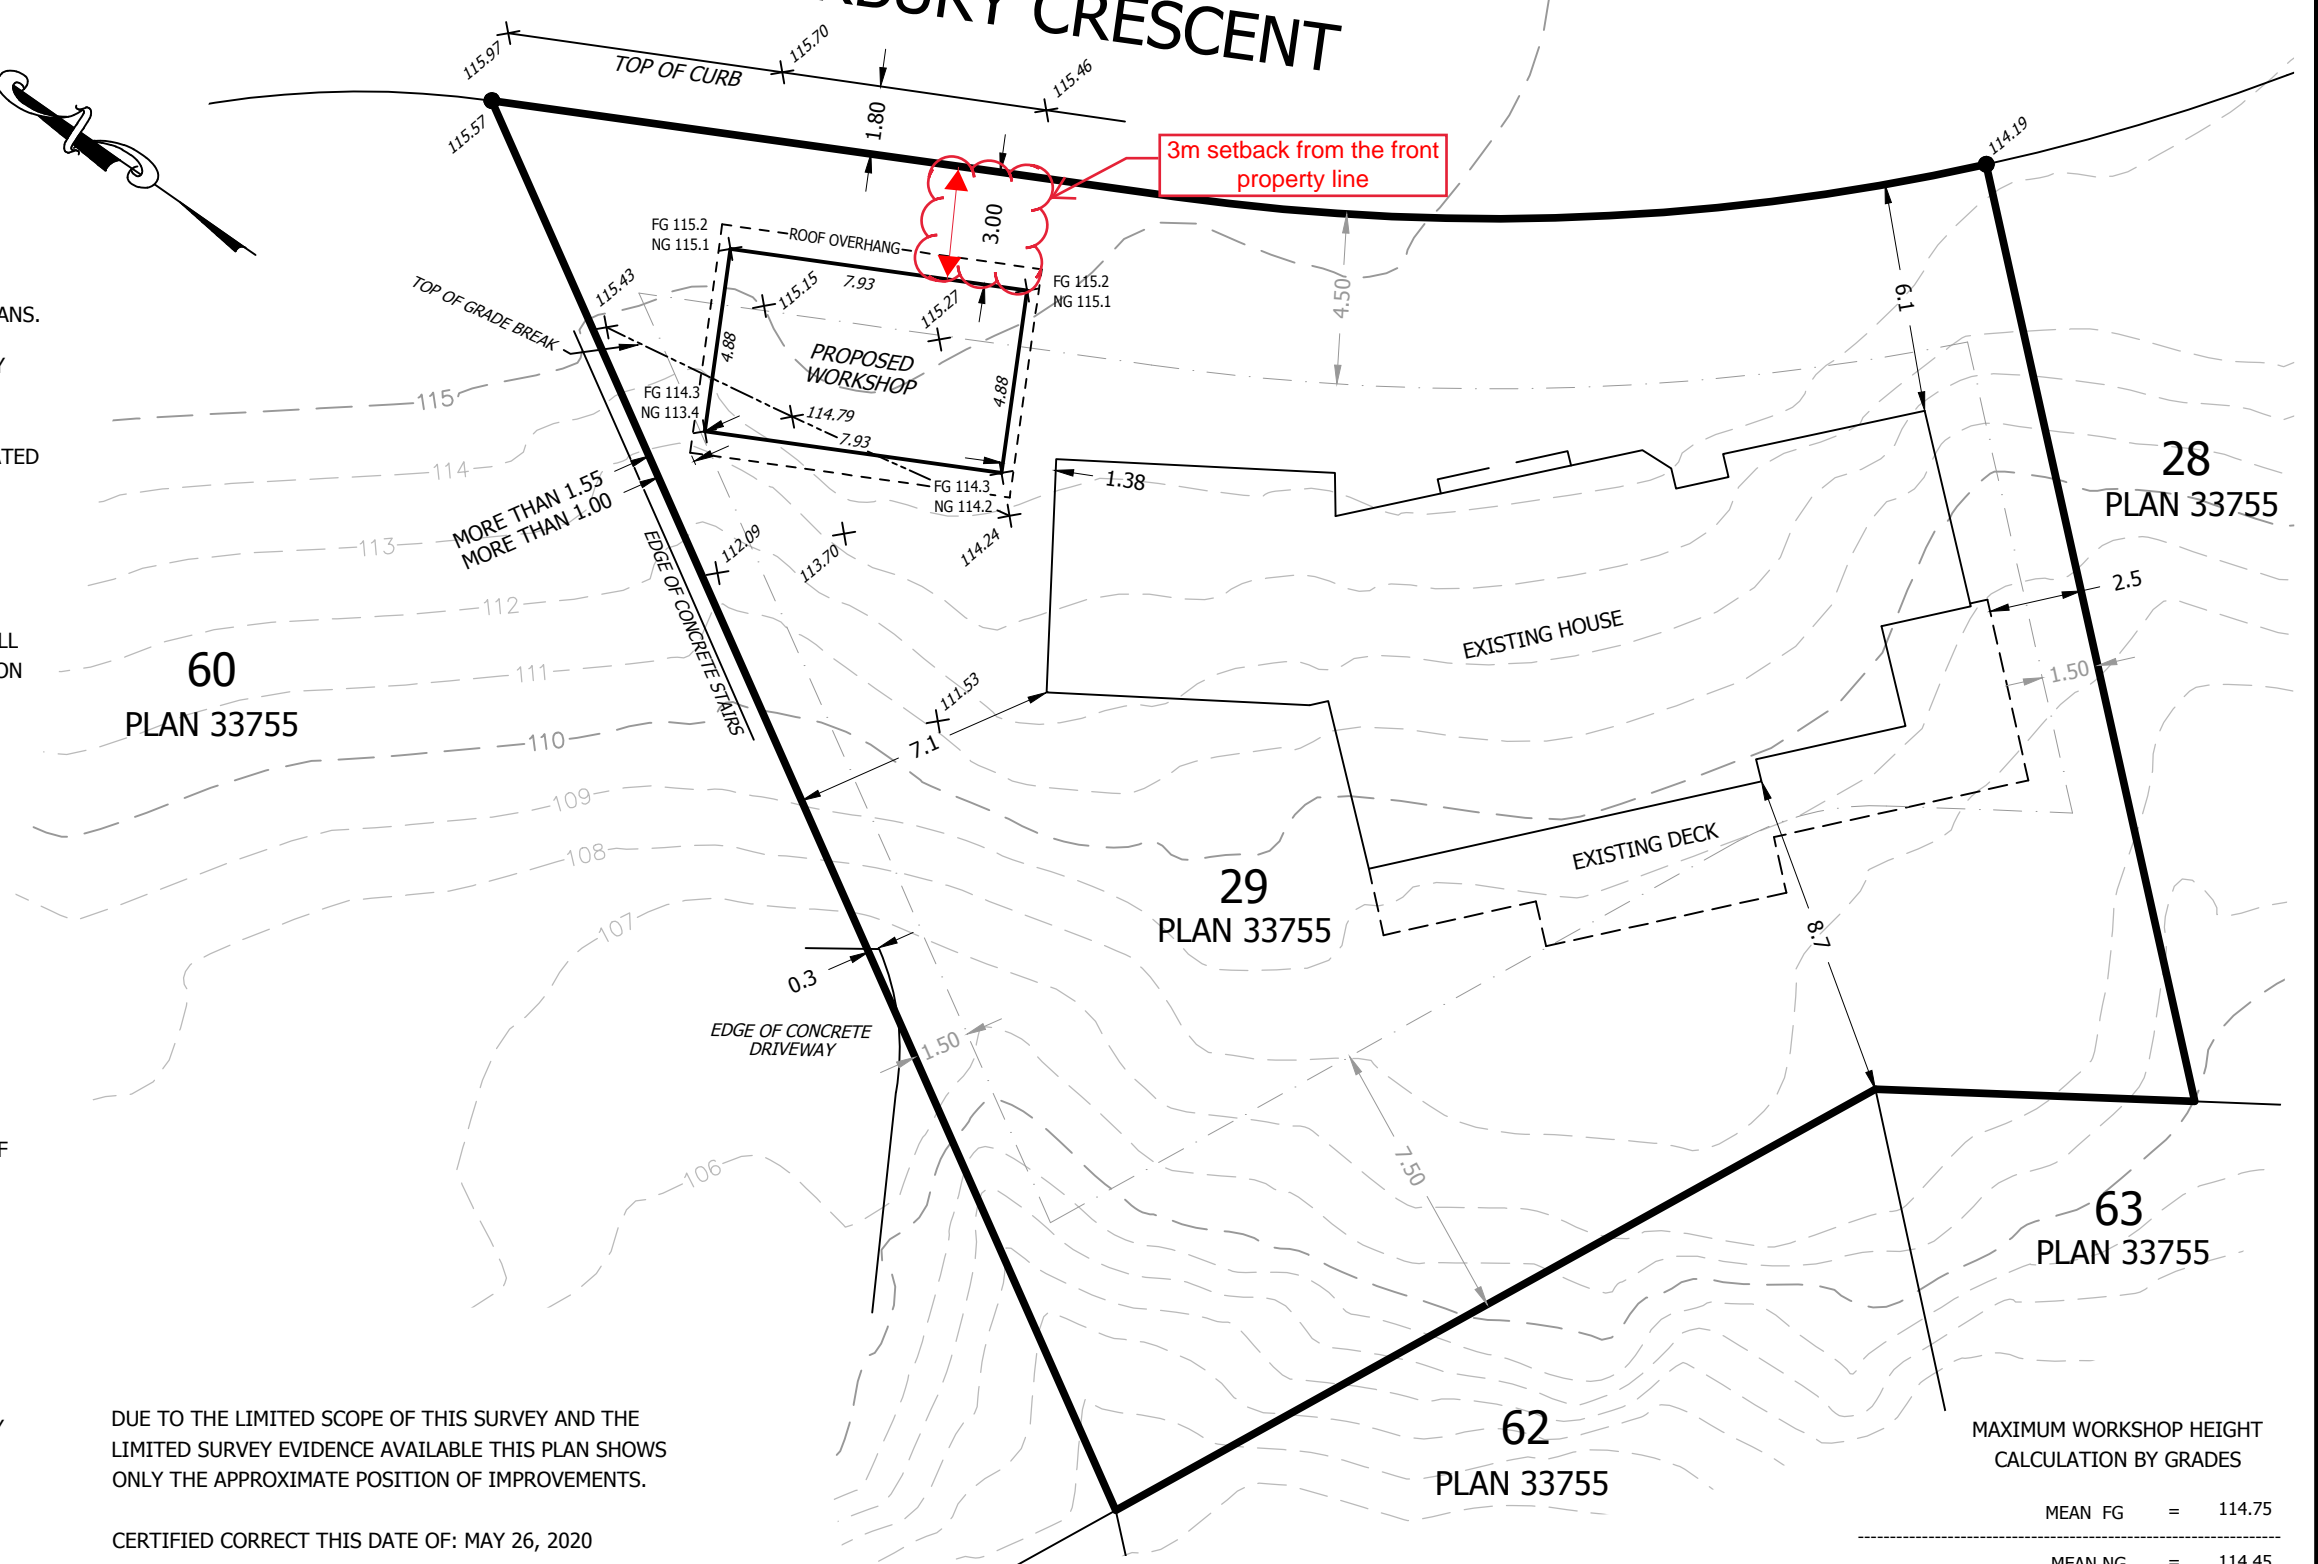 CRESCENT
115.97
TOP OF CURB
115.70
115.46
1.80
115.57
3m setback from the front
property line
114.19
3.00
FG 115.2
NG 115.1
ROOF OVERHANG
7.93
FG 115.2
NG 115.1
115.43
115.15
115.27
4.50
6.1
TOP OF GRADE BREAK
ANS.
4.88
PROPOSED
WORKSHOP
4.88
115
FG 114.3
NG 113.4
114.79
7.93
114
1.38
FG 114.3
NG 114.2
28
PLAN 33755
MORE THAN 1.55
MORE THAN 1.00
113
112.09
113.70
114.24
EDGE OF CONCRETE STAIRS
112
2.5
EXISTING HOUSE
60
PLAN 33755
111
111.53
1.50
110
7.1
109
108
EXISTING DECK
29
PLAN 33755
107
8.7
0.3
EDGE OF CONCRETE
DRIVEWAY
1.50
106
7.50
63
PLAN 33755
62
PLAN 33755
DUE TO THE LIMITED SCOPE OF THIS SURVEY AND THE
LIMITED SURVEY EVIDENCE AVAILABLE THIS PLAN SHOWS
ONLY THE APPROXIMATE POSITION OF IMPROVEMENTS.
CERTIFIED CORRECT THIS DATE OF: MAY 26, 2020
MAXIMUM WORKSHOP HEIGHT
CALCULATION BY GRADES
MEAN FG = 114.75
MEAN NG = 114.45